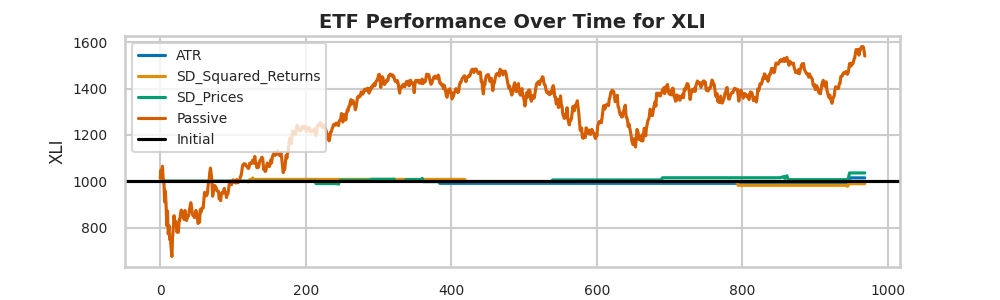 ETF Performance Over Time for XLI
1600
1400
1200
1000
800
XLI
ATR
SD_Squared_Returns
SD_Prices
Passive
Initial
0
200
400
600
800
1000